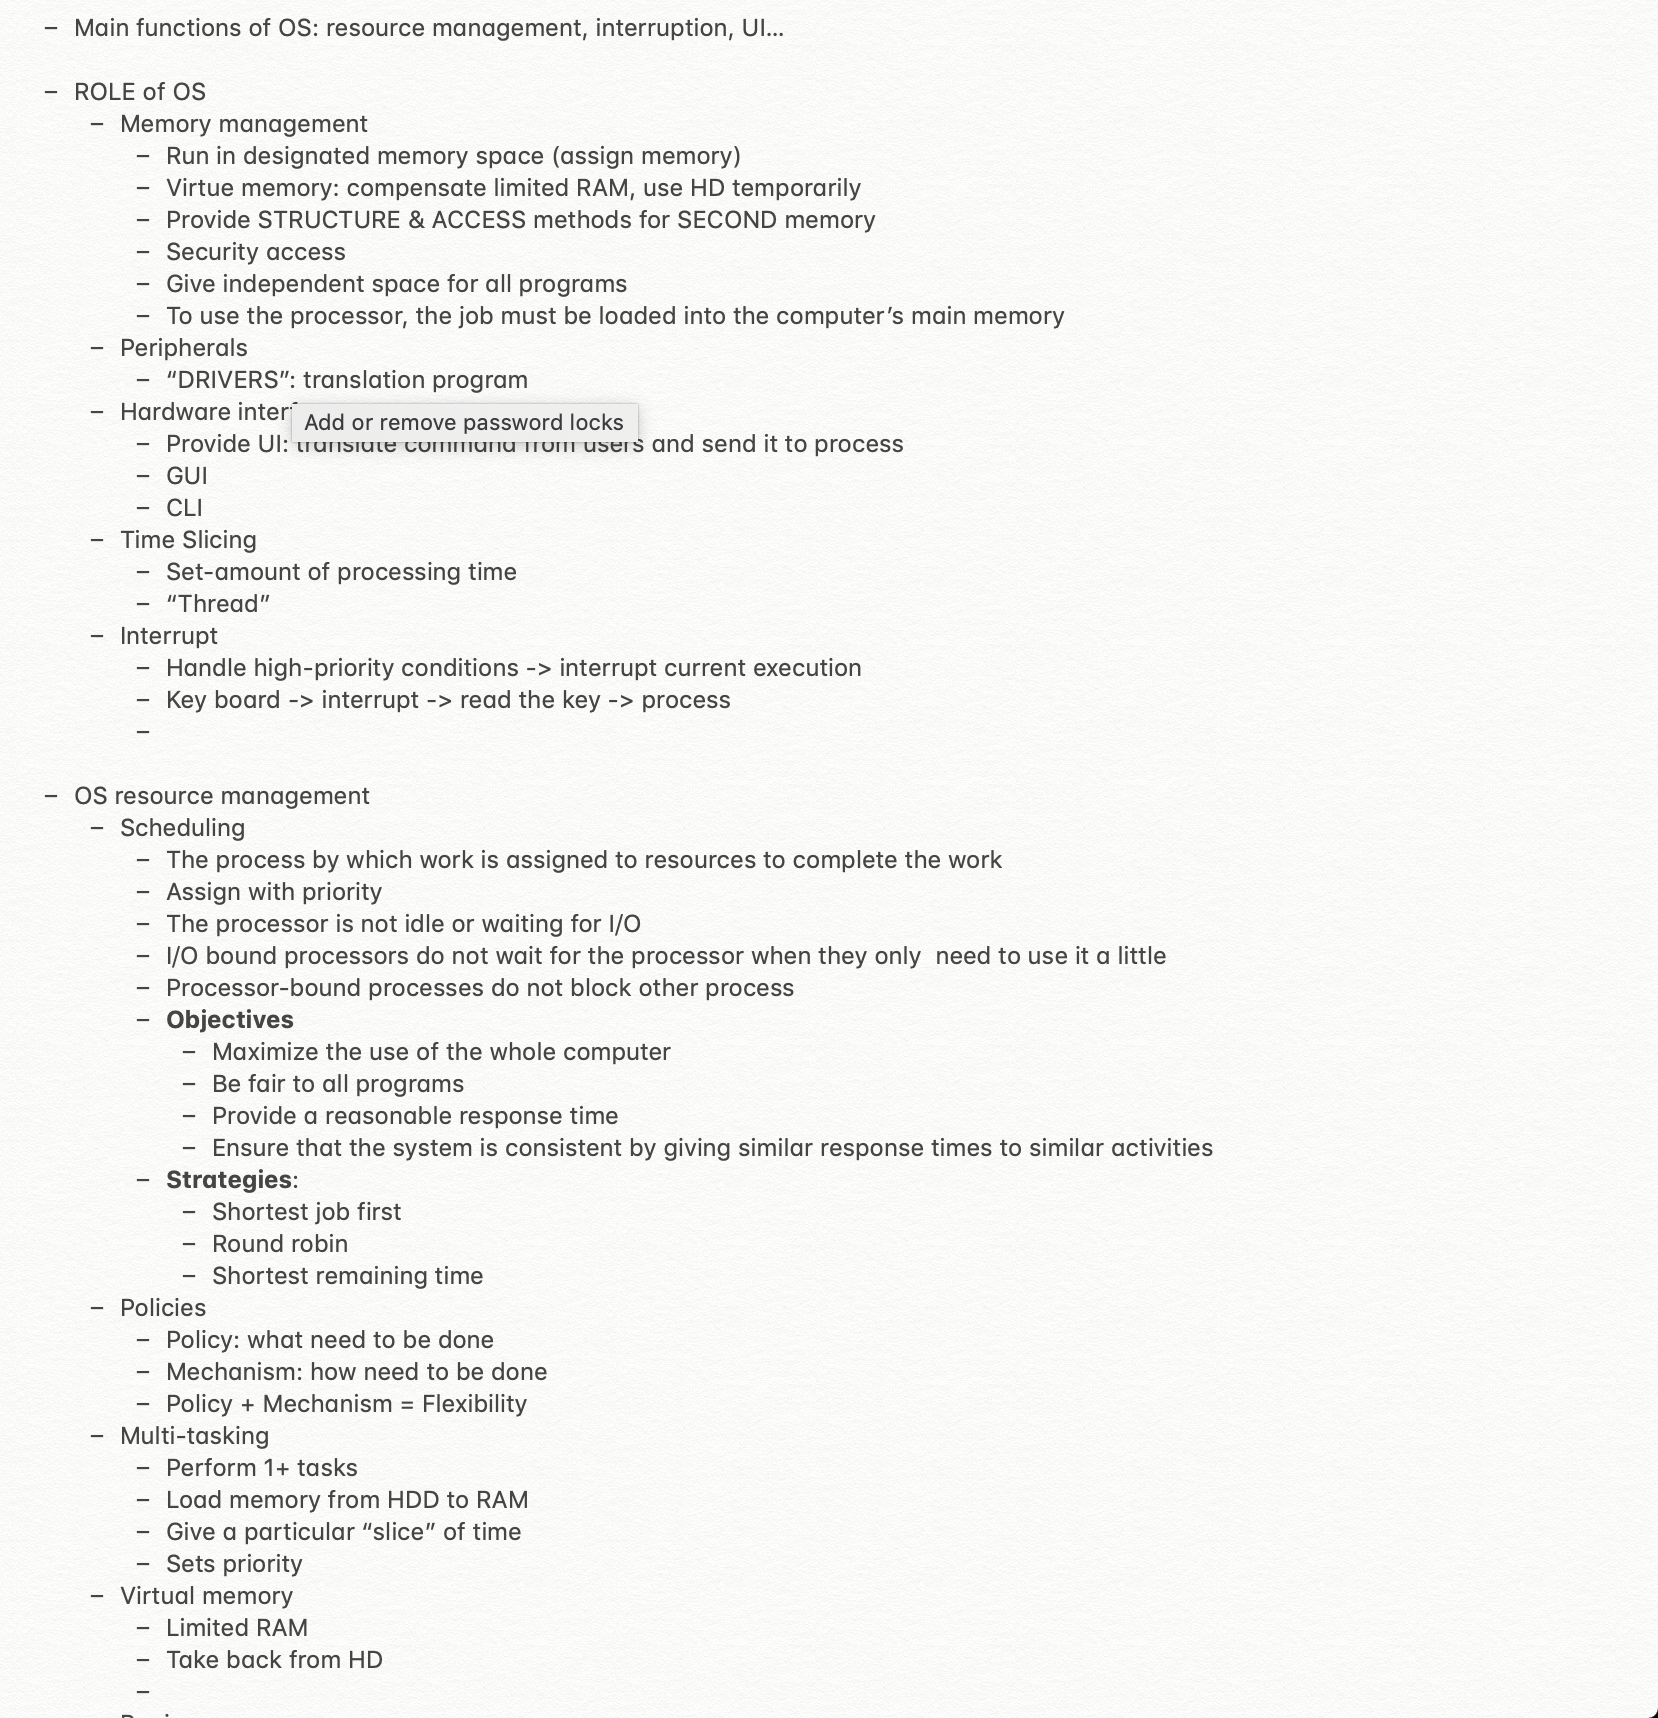 – Main functions of OS: resource management, interruption, UI...
– ROLE of OS
– Memory management
– Run in designated memory space (assign memory)
– Virtue memory: compensate limited RAM, use HD temporarily
– Provide STRUCTURE & ACCESS methods for SECOND memory
– Security access
– Give independent space for all programs
– To use the processor, the job must be loaded into the computer’s main memory
– Peripherals
– “DRIVERS”: translation program
– Hardware
Add or remove password locks
– Provide UI: translate command from users and send it to process
– GUI
– CLI
– Time Slicing
– Set-amount of processing time
– “Thread”
– Interrupt
– Handle high-priority conditions -> interrupt current execution
– Key board -> interrupt -> read the key -> process
–
– OS resource management
– Scheduling
– The process by which work is assigned to resources to complete the work
– Assign with priority
– The processor is not idle or waiting for I/O
– I/O bound processors do not wait for the processor when they only  need to use it a little
– Processor-bound processes do not block other process
– Objectives
– Maximize the use of the whole computer
– Be fair to all programs
– Provide a reasonable response time
– Ensure that the system is consistent by giving similar response times to similar activities
– Strategies:
– Shortest job first
– Round robin
– Shortest remaining time
– Policies
– Policy: what need to be done
– Mechanism: how need to be done
– Policy + Mechanism = Flexibility
– Multi-tasking
– Perform 1+ tasks
– Load memory from HDD to RAM
– Give a particular “slice” of time
– Sets priority
– Virtual memory
– Limited RAM
– Take back from HD
–